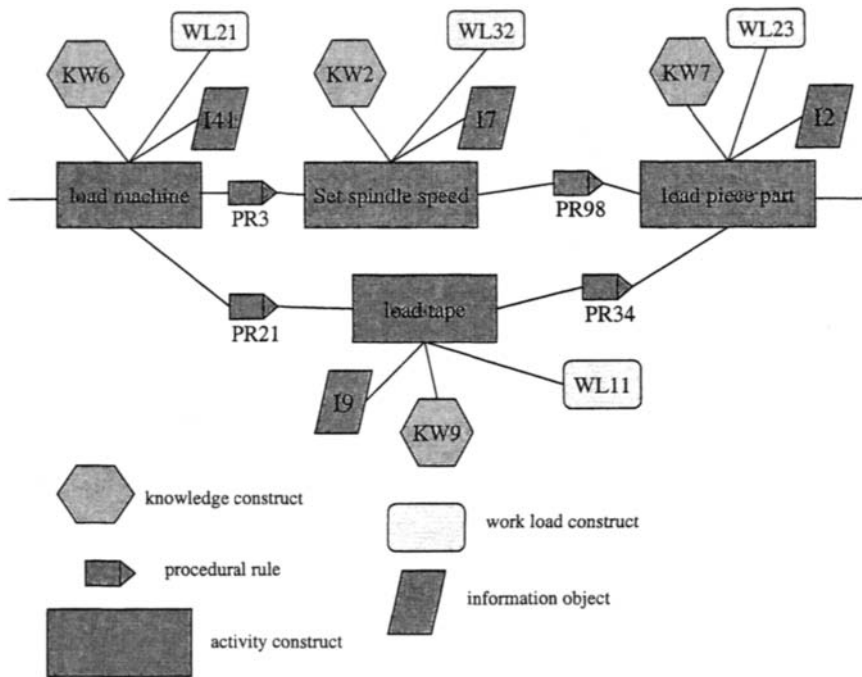 WL21
WL32
WL23
KW6
KW2
KW7
I41
I7
I2
load machine
Set spindle speed
load piece part
PR3
PR98
load tape
PR21
PR34
I9
KW9
WL11
knowledge construct
work load construct
procedural rule
information object
activity construct